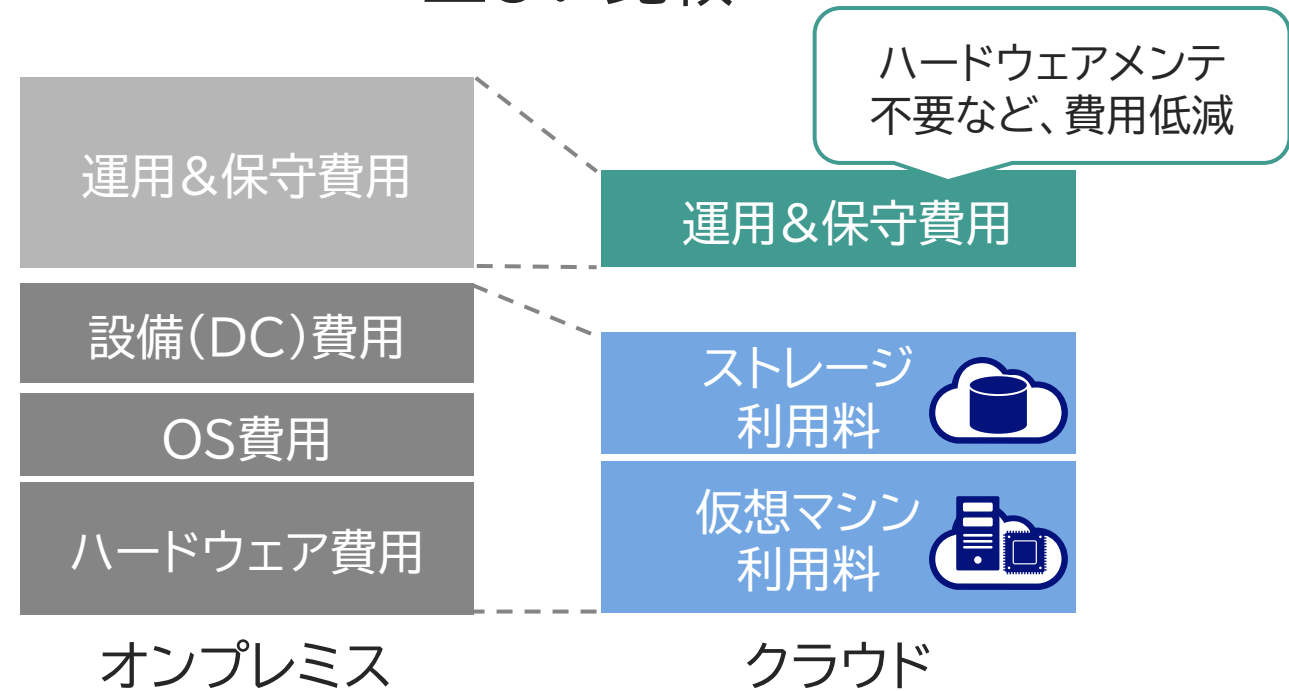 ハードウェアメンテ
不要など、費用低減
運用＆保守費用
設備（DC）費用
OS費用
ハードウェア費用
オンプレミス
運用＆保守費用
ストレージ
利用料
仮想マシン
利用料
クラウド